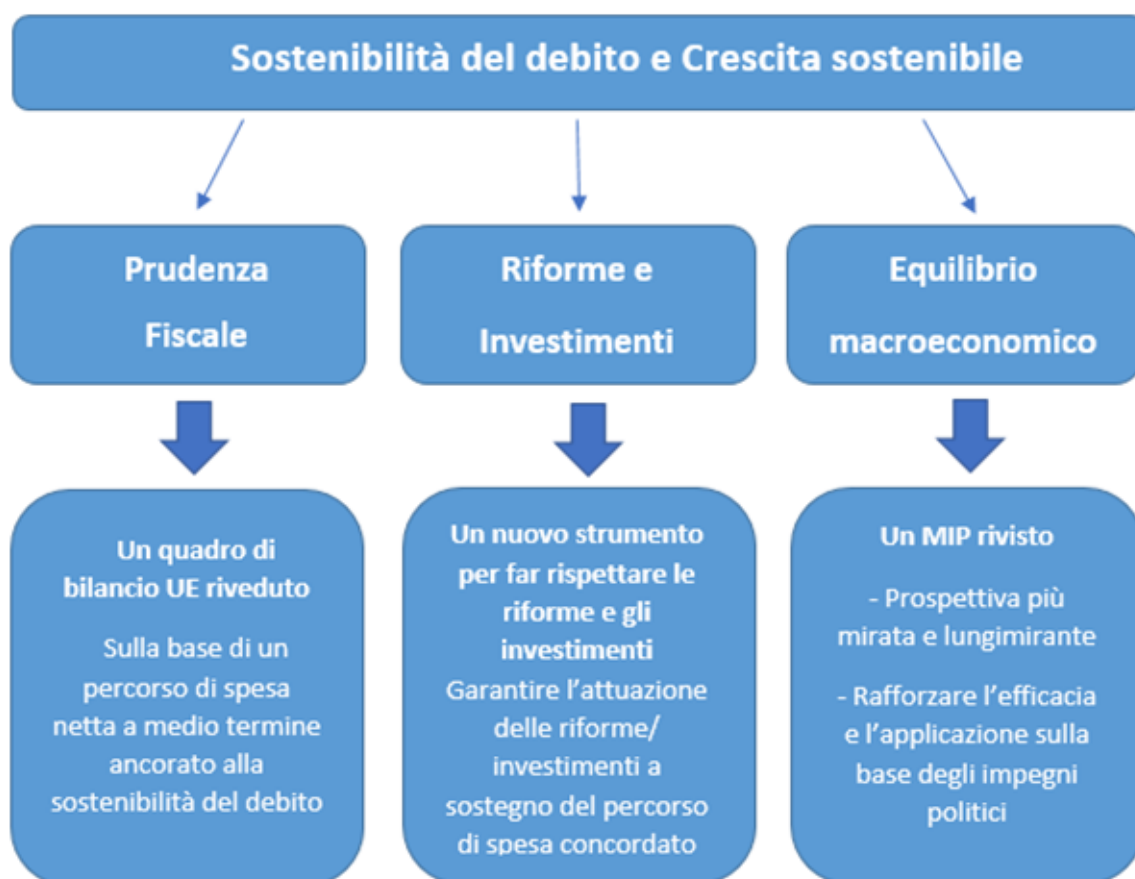 Sostenibilità del debito e Crescita sostenibile
Prudenza
Fiscale
Riforme e
Investimenti
Equilibrio
macroeconomico
Un quadro di
bilancio UE riveduto
Sulla base di un
percorso di spesa
netta a medio termine
ancorato alla
sostenibilità del debito
Un nuovo strumento
per far rispettare le
riforme e gli
investimenti
Garantire l’attuazione
delle riforme/
investimenti a
sostegno del percorso
di spesa concordato
Un MIP rivisto
- Prospettiva più
mirata e lungimirante
- Rafforzare l’efficacia
e l’applicazione sulla
base degli impegni
politici